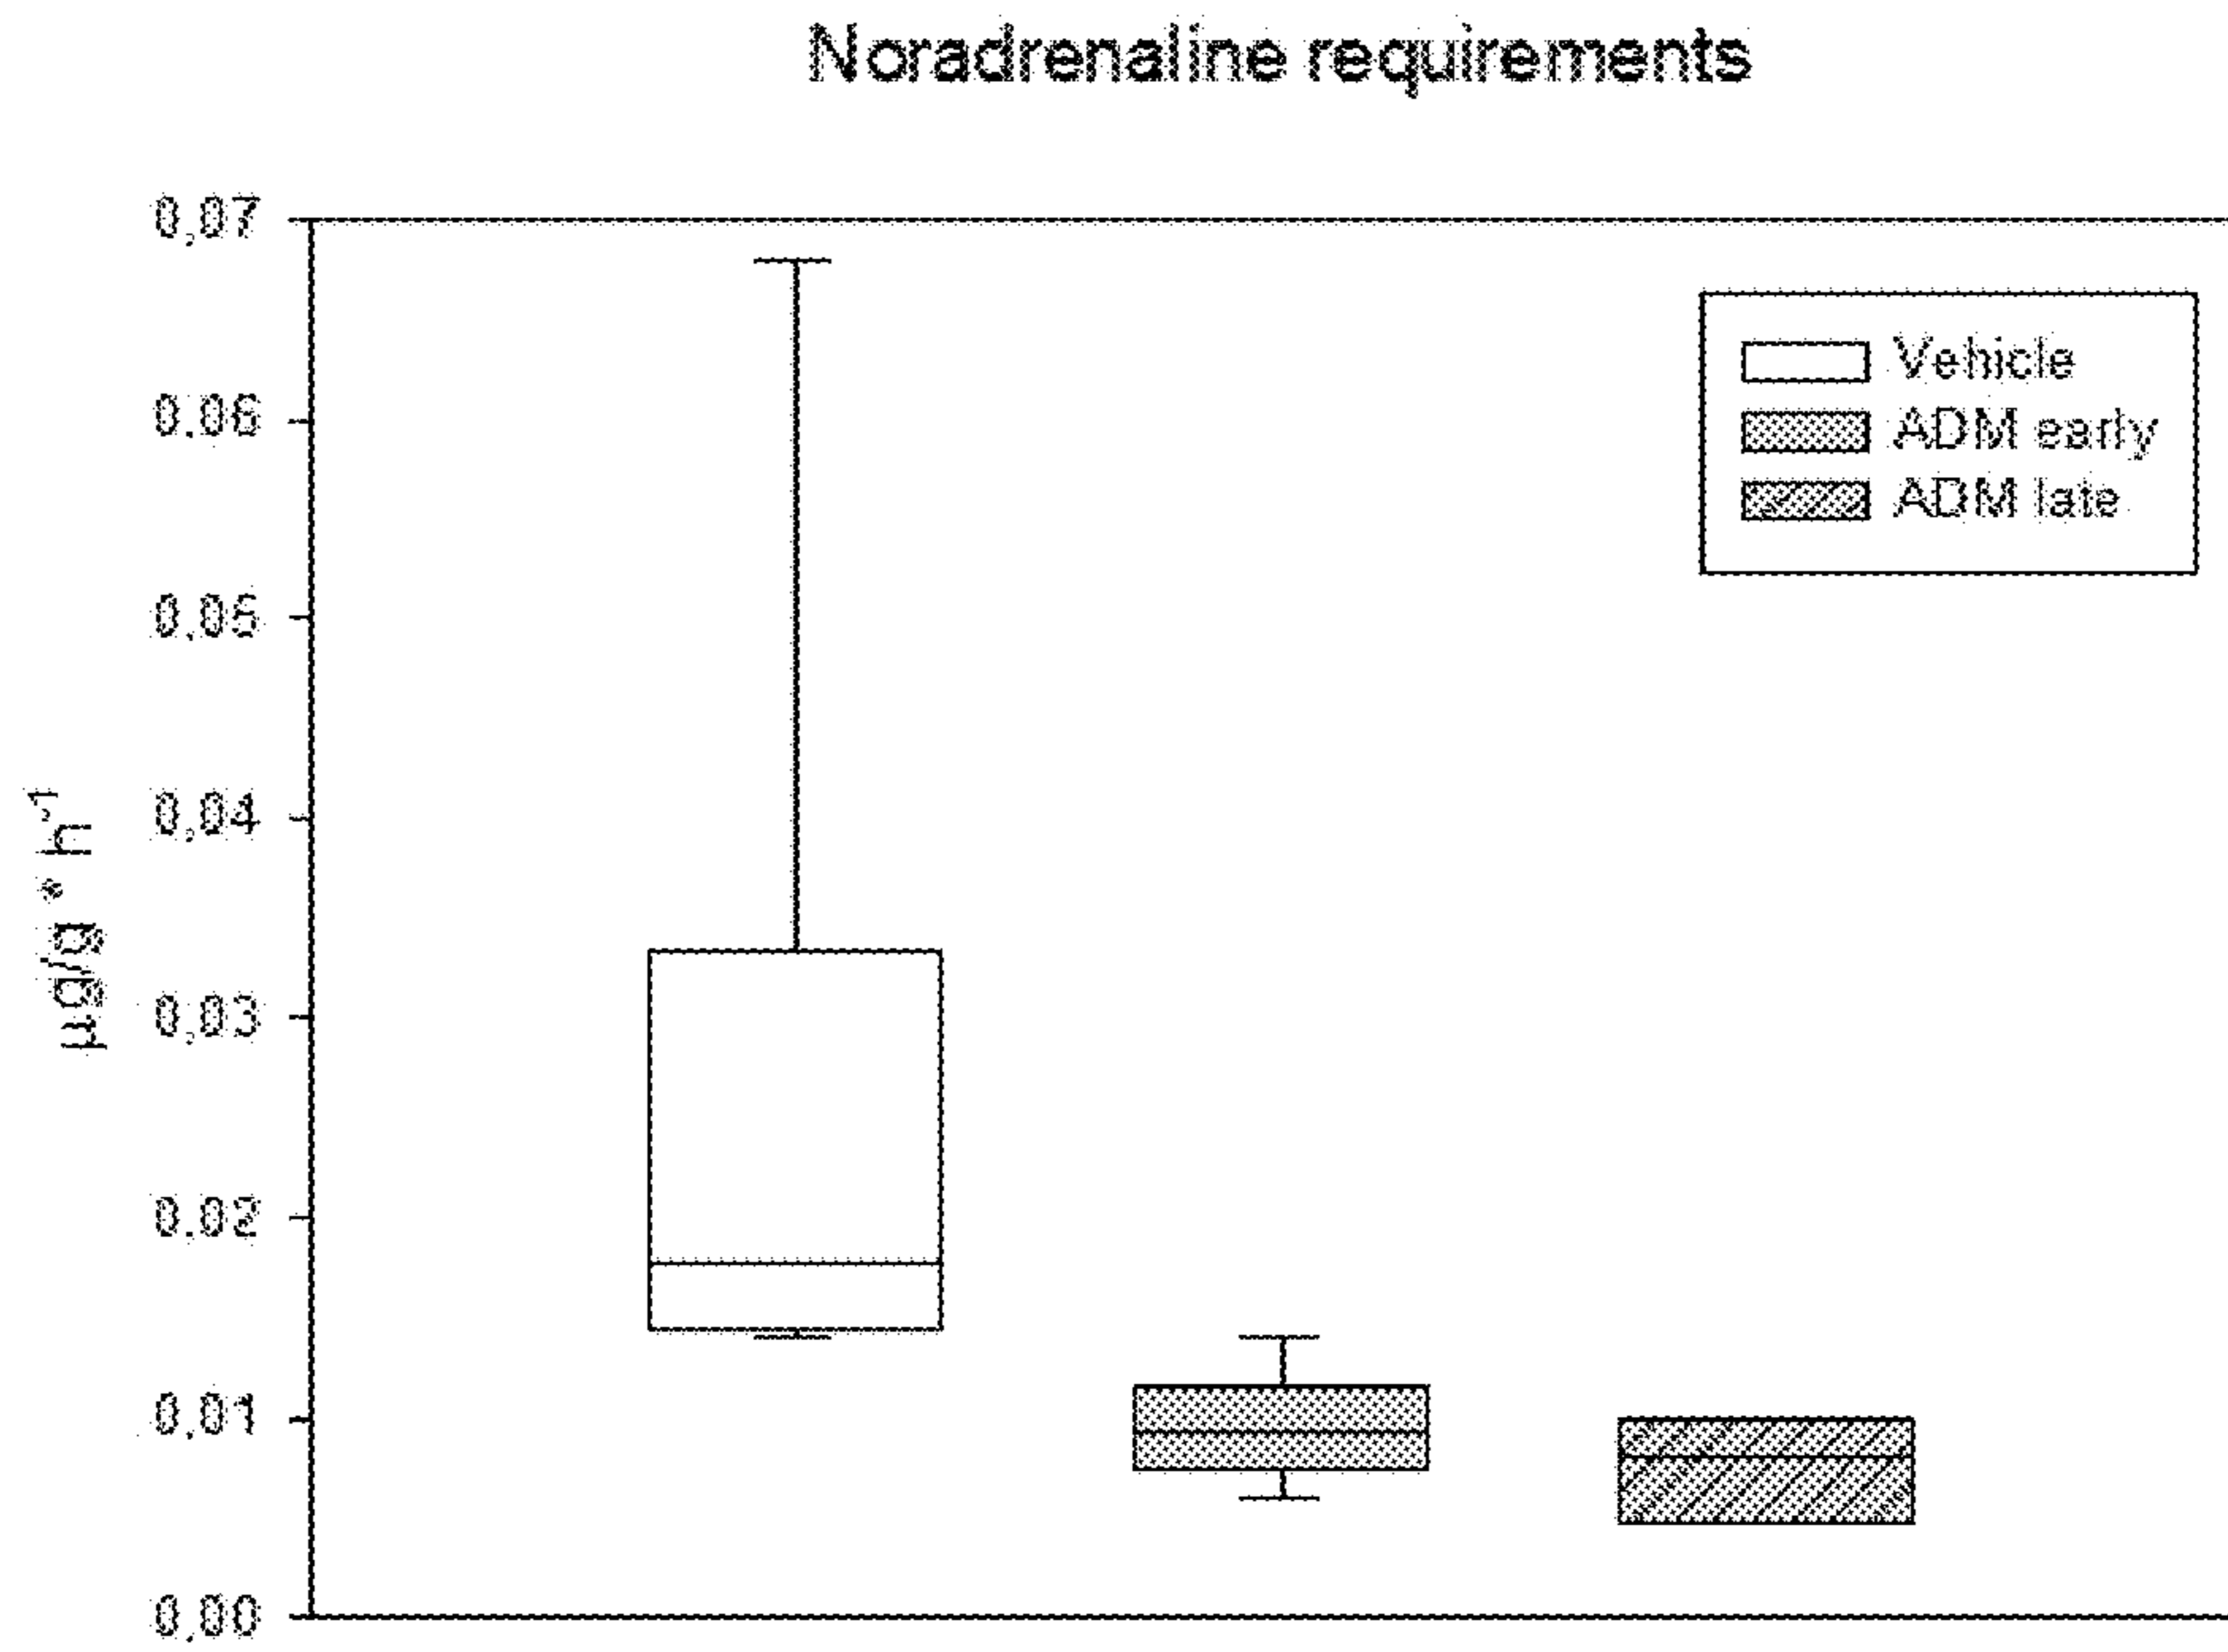 Noradrenaline requirements
0,07
0,06
0,05
0,04
0,03
0,02
0,01
0,00
µg/g * h⁻¹
Vehicle
ADM early
ADM late